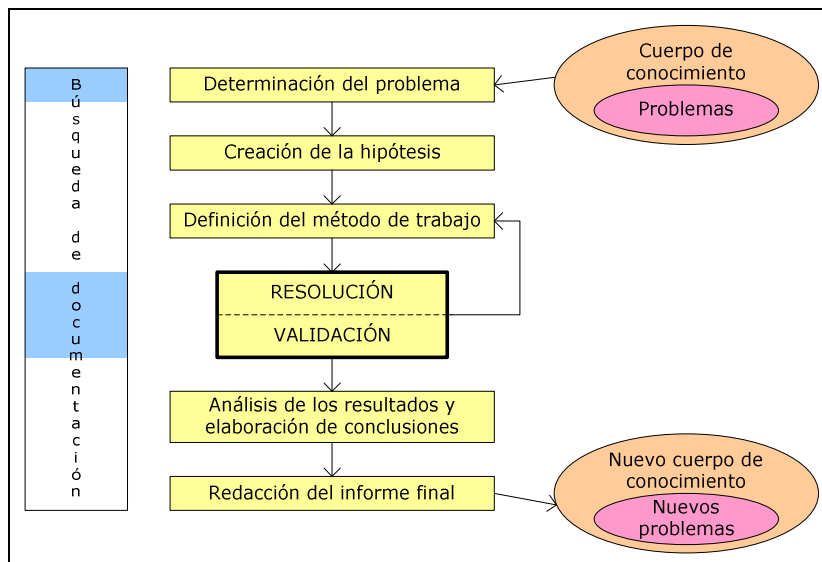 Búsqueda de documentación
Determinación del problema
Cuerpo de
conocimiento
Problemas
Creación de la hipótesis
Definición del método de trabajo
RESOLUCIÓN
VALIDACIÓN
Análisis de los resultados y
elaboración de conclusiones
Redacción del informe final
Nuevo cuerpo de
conocimiento
Nuevos
problemas